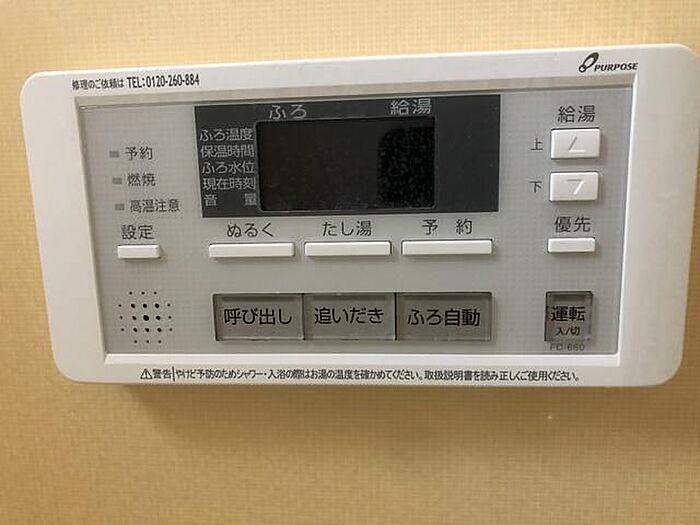 修理のご依頼は TEL:0120-260-884
PURPOSE
ふろ 給湯
ふろ温度
保温時間
ふろ水位
現在時刻
音量
給湯
上
下
優先
予約
燃焼
高温注意
設定
ぬるく たし湯 予約
呼び出し 追いだき ふろ自動 運転
入/切
FC-660
⚠警告 やけど予防のためシャワー・入浴の際はお湯の温度を確かめてください。取扱説明書を読み正しくご使用ください。